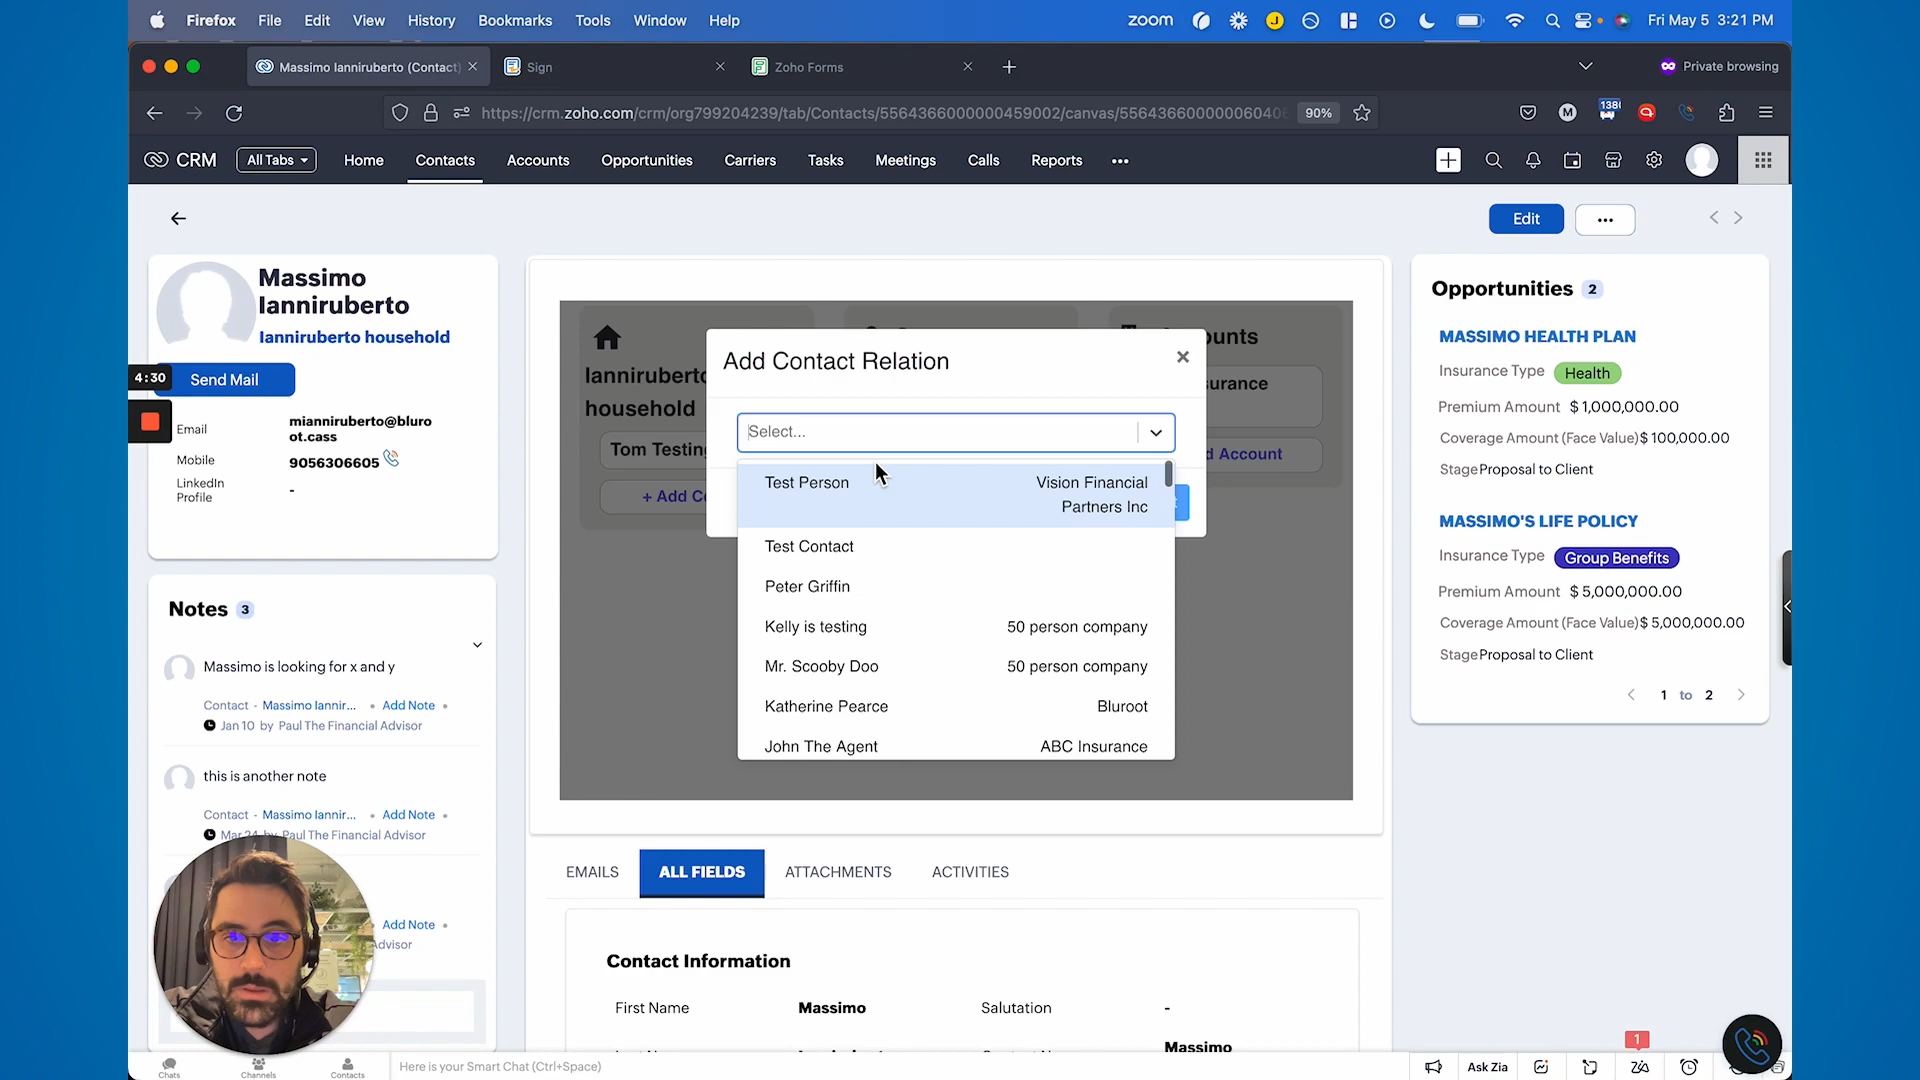 Firefox File Edit View History Bookmarks Tools Window Help
zoom J Fri May 5 3:21 PM
Massimo Ianniruberto (Contact)
Sign
Zoho Forms
Private browsing
https://crm.zoho.com/crm/org799204239/tab/Contacts/5564366000000459002/canvas/556436600000060406
90%
M
138
CRM
All Tabs
Home
Contacts
Accounts
Opportunities
Carriers
Tasks
Meetings
Calls
Reports
Edit
Massimo
Ianniruberto
Ianniruberto household
4:30
Send Mail
Email
mianniruberto@bluro
ot.cass
Mobile
9056306605
LinkedIn
Profile
-
Notes 3
Massimo is looking for x and y
Contact - Massimo Iannir... • Add Note •
Jan 10 by Paul The Financial Advisor
this is another note
Contact - Massimo Iannir... • Add Note •
Mar 24 by Paul The Financial Advisor
Add Note •
Advisor
household
Tom Testing
Add Contact Relation
Select...
Test Person Vision Financial
Partners Inc
Test Contact
Peter Griffin
Kelly is testing 50 person company
Mr. Scooby Doo 50 person company
Katherine Pearce Bluroot
John The Agent ABC Insurance
Account
EMAILS
ALL FIELDS
ATTACHMENTS
ACTIVITIES
Contact Information
First Name Massimo Salutation -
Massimo
Opportunities 2
MASSIMO HEALTH PLAN
Insurance Type Health
Premium Amount $ 1,000,000.00
Coverage Amount (Face Value) $ 100,000.00
Stage Proposal to Client
MASSIMO'S LIFE POLICY
Insurance Type Group Benefits
Premium Amount $ 5,000,000.00
Coverage Amount (Face Value) $ 5,000,000.00
Stage Proposal to Client
1 to 2
Chats
Channels
Contacts
Here is your Smart Chat (Ctrl+Space)
Ask Zia
1